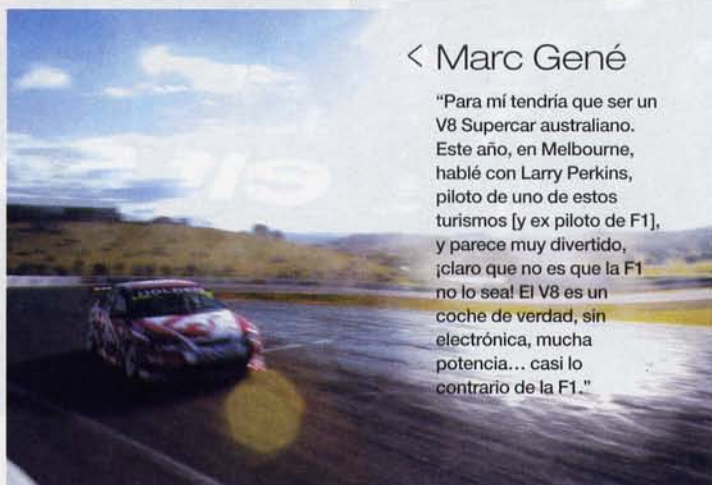 < Marc Gené
“Para mí tendría que ser un
V8 Supercar australiano.
Este año, en Melbourne,
hablé con Larry Perkins,
piloto de uno de estos
turismos [y ex piloto de F1],
y parece muy divertido,
¡claro que no es que la F1
no lo sea! El V8 es un
coche de verdad, sin
electrónica, mucha
potencia... casi lo
contrario de la F1.”